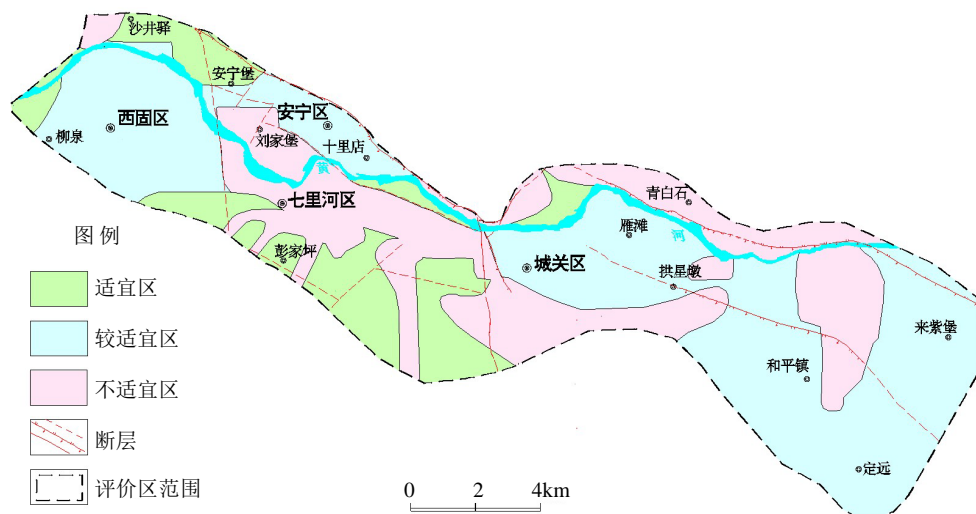 沙井驿
安宁堡
安宁区
西固区
柳泉
刘家堡
十里店
黄
七里河区
青白石
雁滩
河
彭家坪
城关区
拱星墩
来紫堡
和平镇
定远
图例
适宜区
较适宜区
不适宜区
断层
评价区范围
0 2 4km